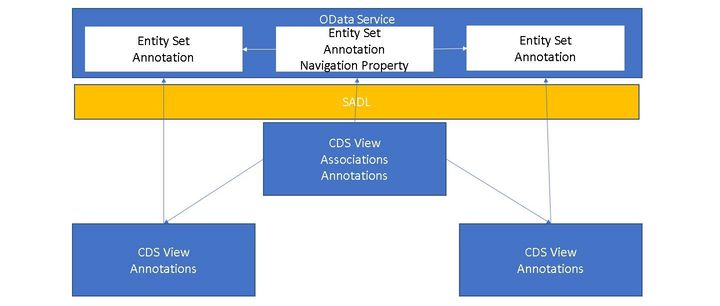 OData Service
Entity Set
Annotation
Entity Set
Annotation
Navigation Property
Entity Set
Annotation
SADL
CDS View
Associations
Annotations
CDS View
Annotations
CDS View
Annotations